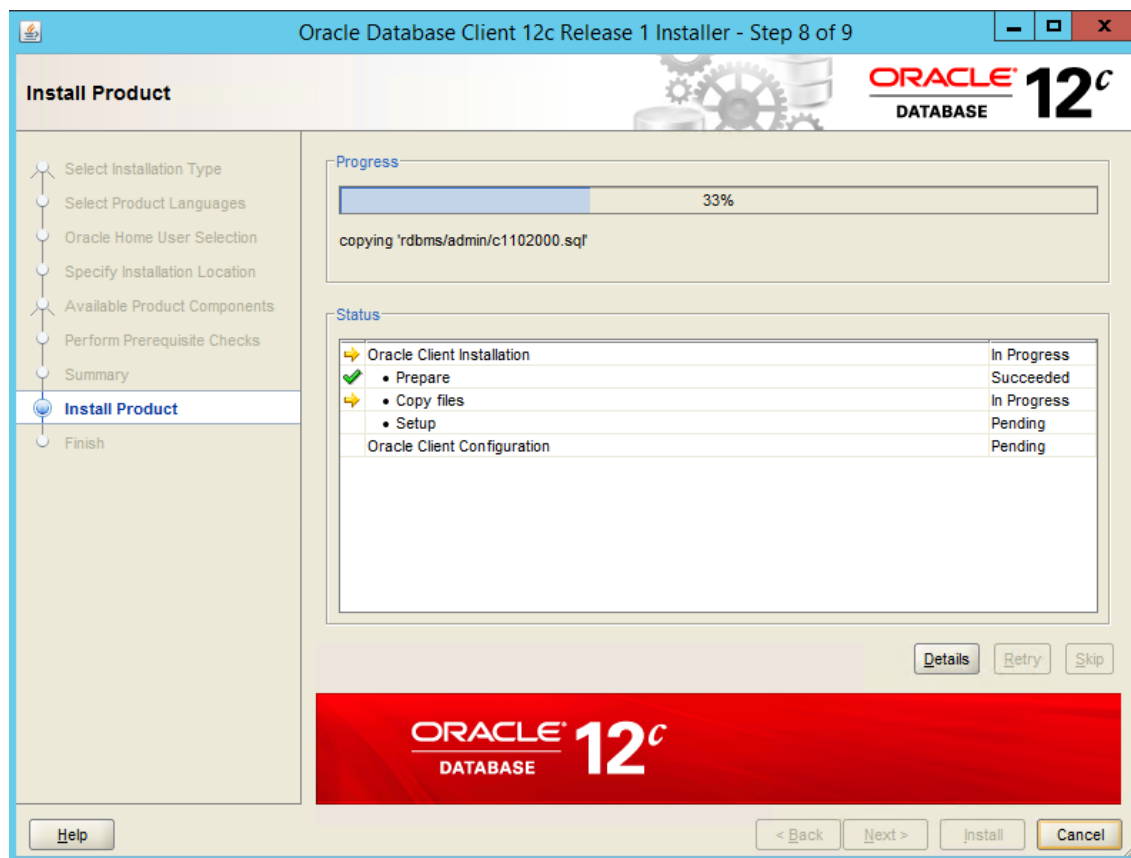 Oracle Database Client 12c Release 1 Installer - Step 8 of 9
Install Product
ORACLE DATABASE 12c
Select Installation Type
Select Product Languages
Oracle Home User Selection
Specify Installation Location
Available Product Components
Perform Prerequisite Checks
Summary
Install Product
Finish
Progress
33%
copying 'rdbms/admin/c1102000.sql'
Status
Oracle Client Installation In Progress
• Prepare Succeeded
• Copy files In Progress
• Setup Pending
Oracle Client Configuration Pending
Details Retry Skip
ORACLE DATABASE 12c
Help < Back Next > Install Cancel